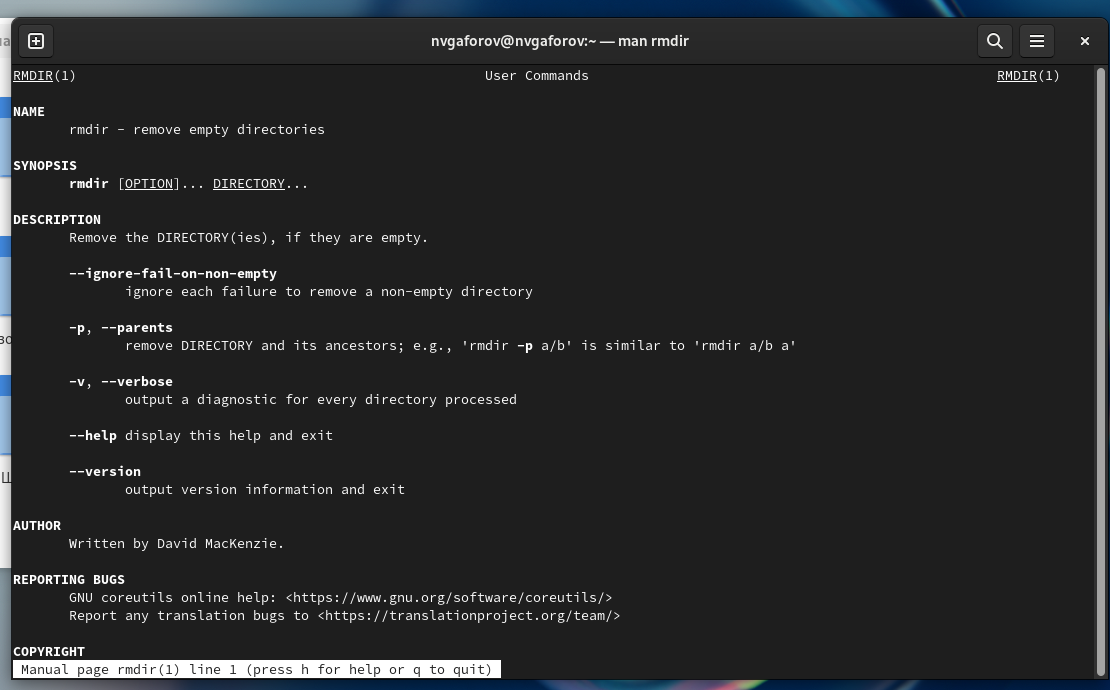 nvgaforov@nvgaforov:~ — man rmdir
RMDIR(1) User Commands RMDIR(1)
NAME
rmdir - remove empty directories
SYNOPSIS
rmdir [OPTION]... DIRECTORY...
DESCRIPTION
Remove the DIRECTORY(ies), if they are empty.
--ignore-fail-on-non-empty
ignore each failure to remove a non-empty directory
-p, --parents
remove DIRECTORY and its ancestors; e.g., 'rmdir -p a/b' is similar to 'rmdir a/b a'
-v, --verbose
output a diagnostic for every directory processed
--help display this help and exit
--version
output version information and exit
AUTHOR
Written by David MacKenzie.
REPORTING BUGS
GNU coreutils online help: <https://www.gnu.org/software/coreutils/>
Report any translation bugs to <https://translationproject.org/team/>
COPYRIGHT
Manual page rmdir(1) line 1 (press h for help or q to quit)